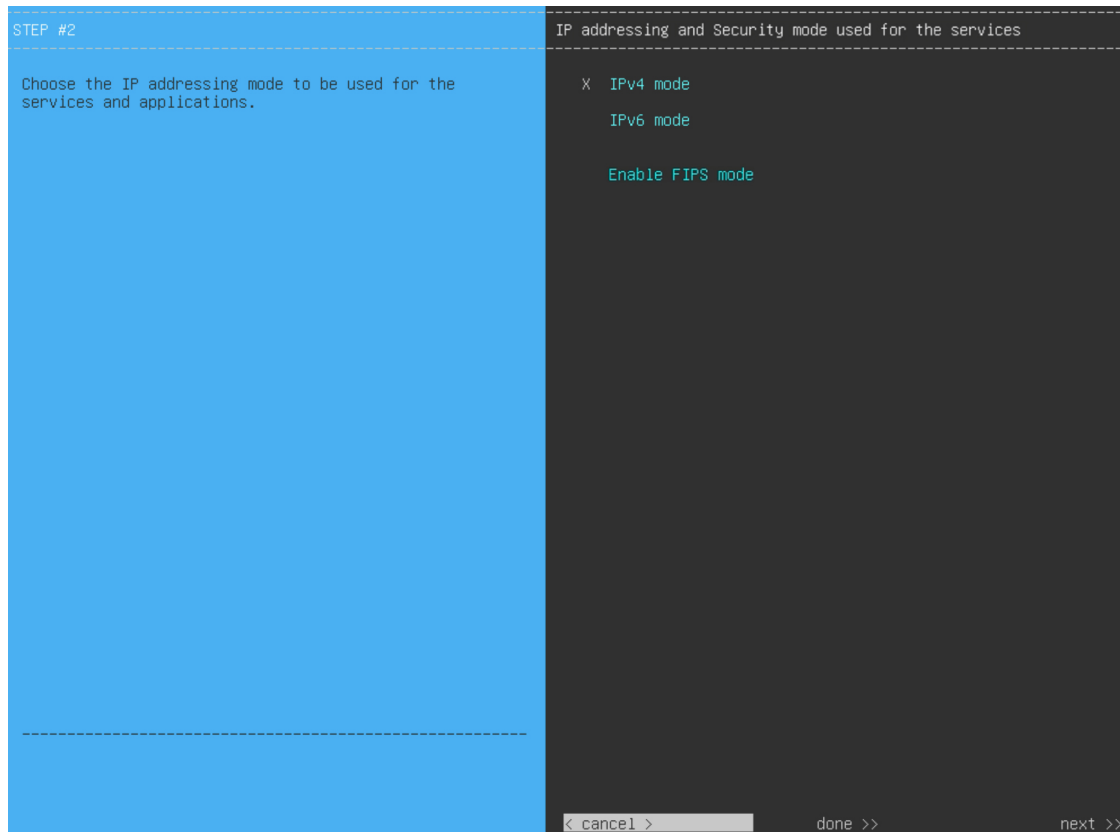 STEP #2
Choose the IP addressing mode to be used for the
services and applications.
IP addressing and Security mode used for the services
X IPv4 mode
IPv6 mode
Enable FIPS mode
< cancel >
done >>
next >>